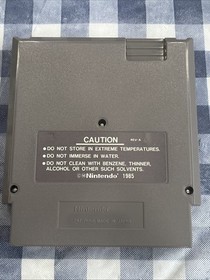 CAUTION
●DO NOT STORE IN EXTREME TEMPERATURES.
●DO NOT IMMERSE IN WATER.
●DO NOT CLEAN WITH BENZENE, THINNER,
ALCOHOL OR OTHER SUCH SOLVENTS.
©Nintendo 1985